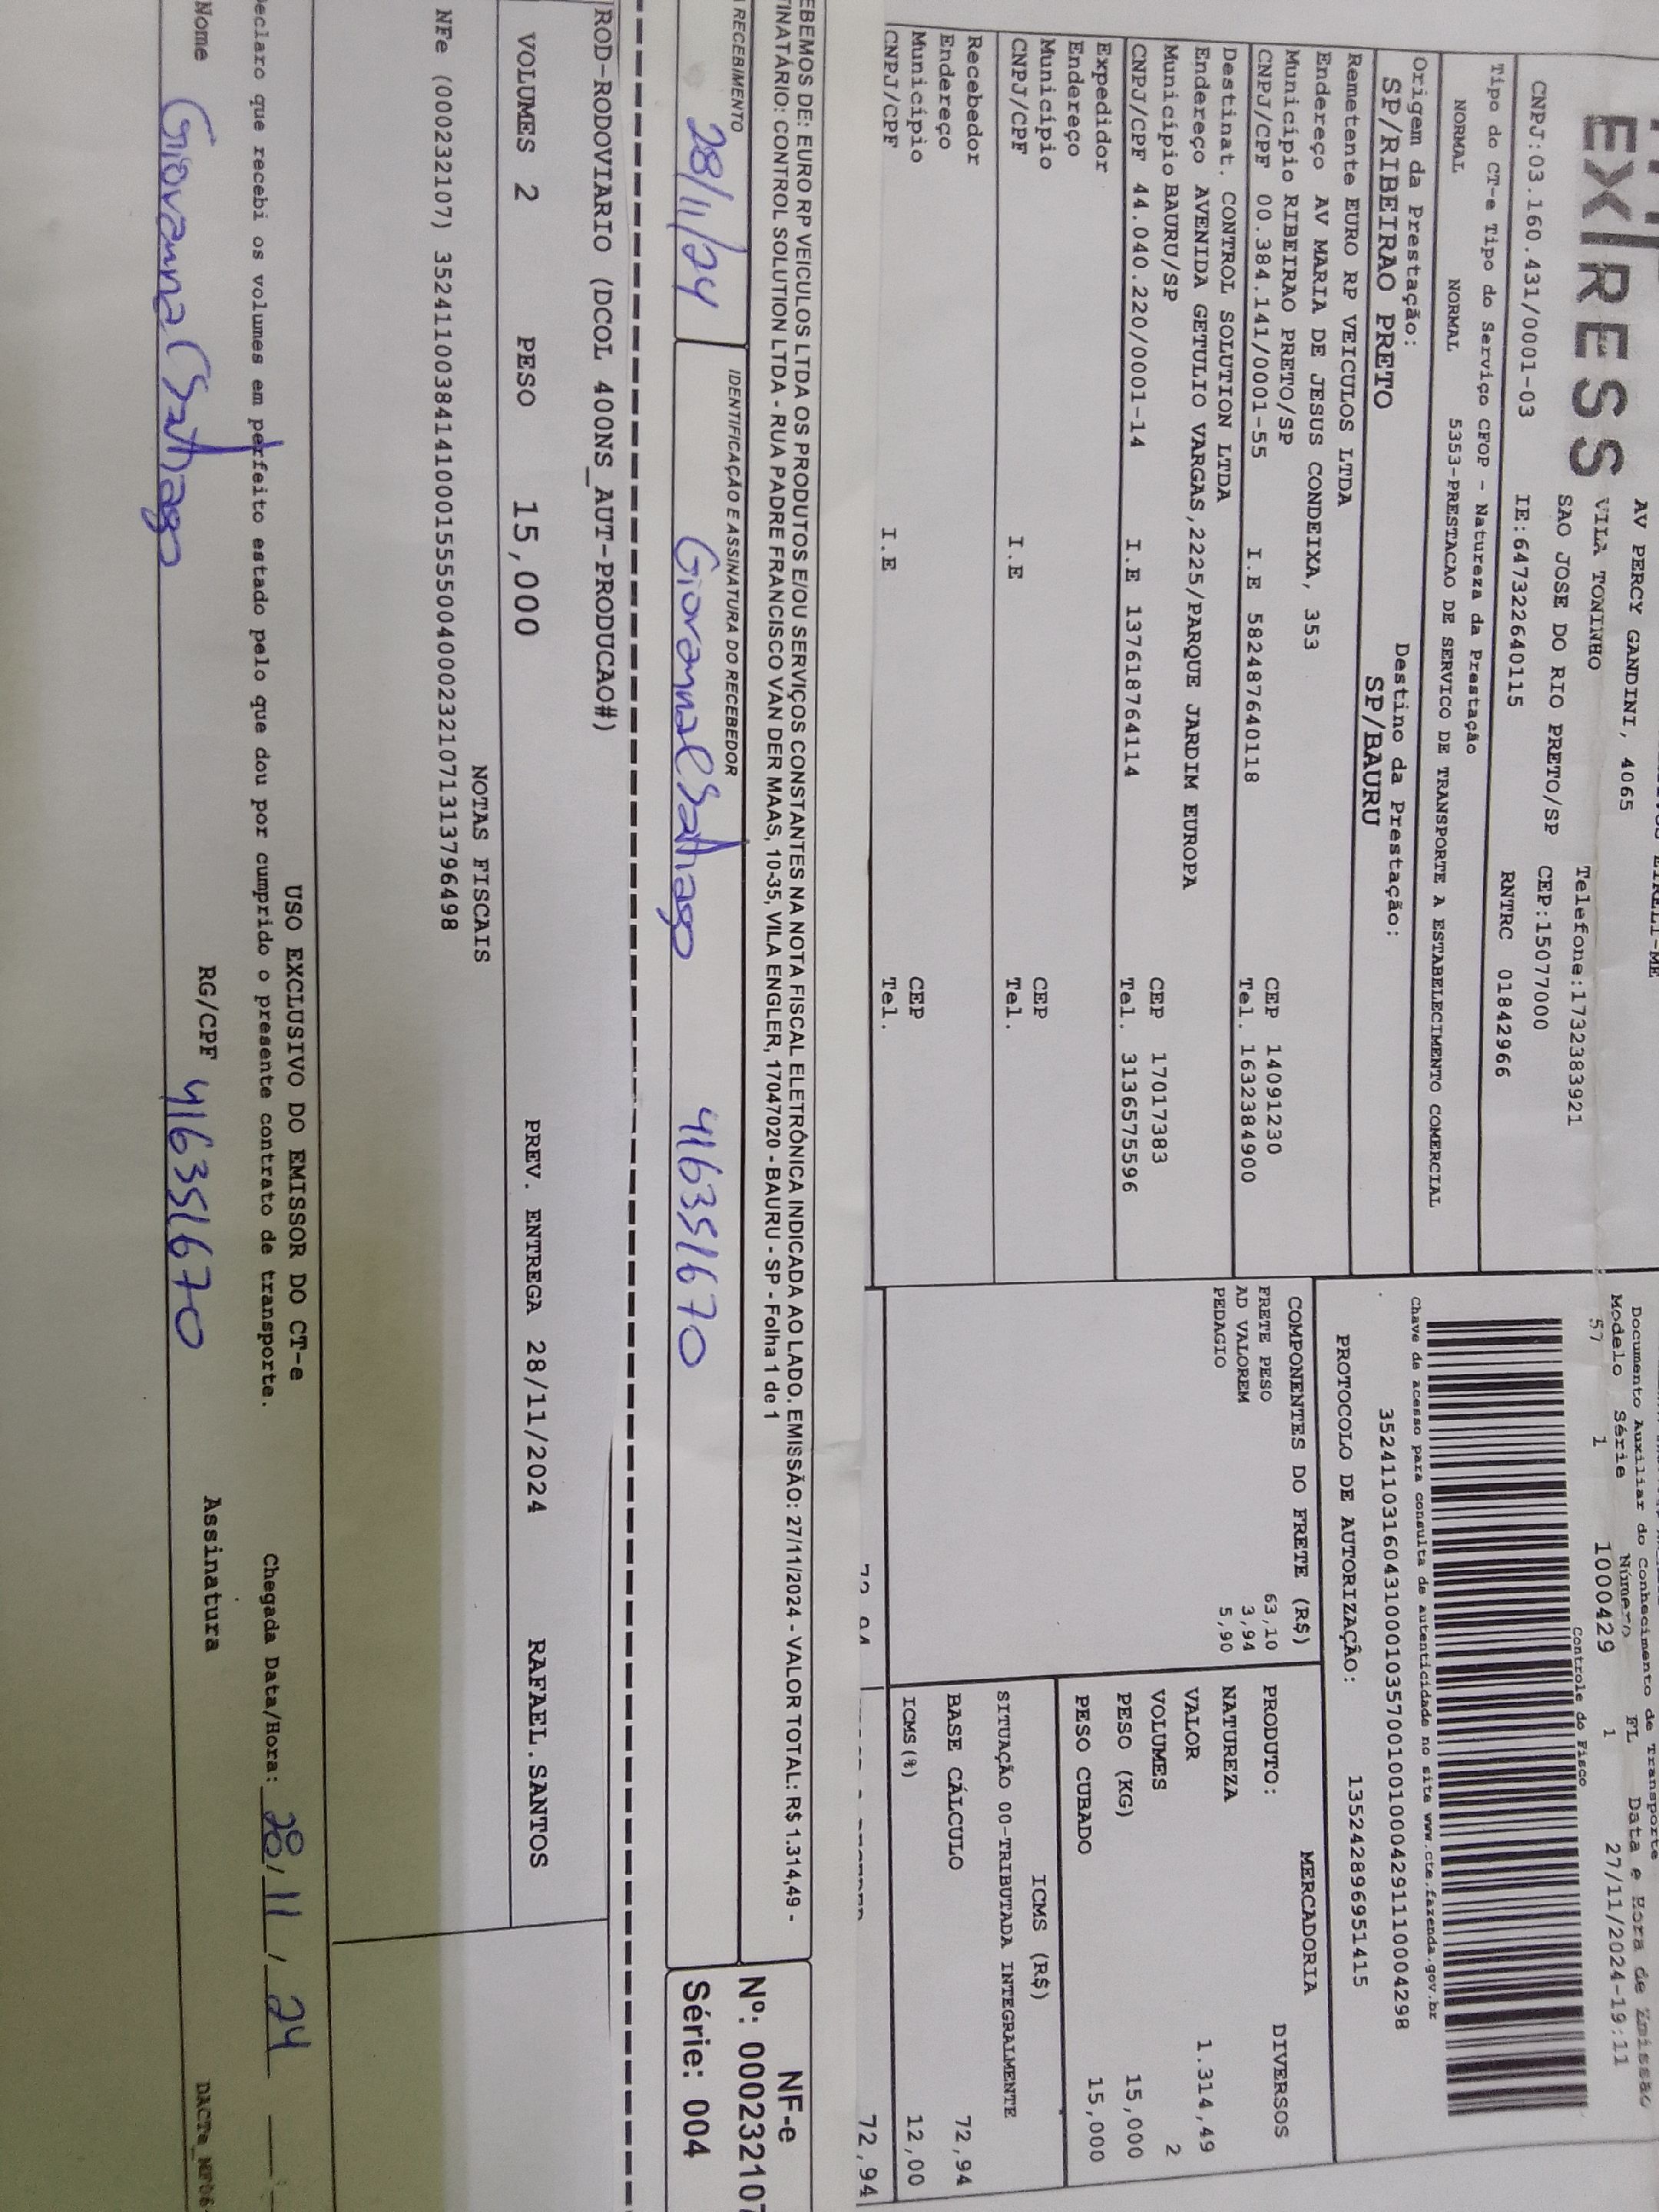 EXPRESS
AV PERCY GANDINI, 4065
VILA TONINHO
SAO JOSE DO RIO PRETO/SP CEP:15077000
Telefone:1732383921
CNPJ:03.160.431/0001-03 IE:647322640115 RNTRC 01842966
Tipo do CT-e Tipo do Serviço CFOP - Natureza da Prestação
NORMAL NORMAL 5353-PRESTACAO DE SERVICO DE TRANSPORTE A ESTABELECIMENTO COMERCIAL
Origem da Prestação: Destino da Prestação:
SP/RIBEIRAO PRETO SP/BAURU
Remetente EURO RP VEICULOS LTDA
Endereço AV MARIA DE JESUS CONDEIXA, 353
Município RIBEIRAO PRETO/SP CEP 14091230
CNPJ/CPF 00.384.141/0001-55 I.E 582487640118 Tel. 1632384900
Destinat. CONTROL SOLUTION LTDA
Endereço AVENIDA GETULIO VARGAS,2225/PARQUE JARDIM EUROPA
Município BAURU/SP CEP 17017383
CNPJ/CPF 44.040.220/0001-14 I.E 137618764114 Tel. 3136575596
Expedidor
Endereço
Município CEP
CNPJ/CPF I.E Tel.
Recebedor
Endereço
Município CEP
CNPJ/CPF I.E Tel.
Documento Auxiliar do Conhecimento de Transporte
Modelo Série Número FL Data e Hora de Emissão
57 1 1000429 1 27/11/2024-19:11
Controle do Fisco
Chave de acesso para consulta de autenticidade no site www.cte.fazenda.gov.br
35241103160431000103570010010004291110004298
PROTOCOLO DE AUTORIZAÇÃO: 135242896951415
COMPONENTES DO FRETE (R$)
FRETE PESO 63,10
AD VALOREM 3,94
PEDAGIO 5,90
MERCADORIA
PRODUTO: DIVERSOS
NATUREZA
VALOR 1.314,49
VOLUMES 2
PESO (KG) 15,000
PESO CUBADO 15,000
ICMS (R$)
SITUAÇÃO 00-TRIBUTADA INTEGRALMENTE
BASE CÁLCULO 72,94
ICMS(%) 12,00
72,94
EBEMOS DE: EURO RP VEICULOS LTDA OS PRODUTOS E/OU SERVIÇOS CONSTANTES NA NOTA FISCAL ELETRÔNICA INDICADA AO LADO. EMISSÃO: 27/11/2024 - VALOR TOTAL: R$ 1.314,49 -
INATÁRIO: CONTROL SOLUTION LTDA - RUA PADRE FRANCISCO VAN DER MAAS, 10-35, VILA ENGLER, 17047020 - BAURU - SP - Folha 1 de 1
RECEBIMENTO IDENTIFICAÇÃO E ASSINATURA DO RECEBEDOR
28/11/24 Giovanna C Sathiago 416351670
NF-e
Nº: 000232107
Série: 004
ROD-RODOVIARIO (DCOL 400NS_AUT-PRODUCAO#)
VOLUMES 2 PESO 15,000 PREV. ENTREGA 28/11/2024 RAFAEL.SANTOS
NOTAS FISCAIS
NFe (000232107) 35241100384141000155550040002321071313796498
USO EXCLUSIVO DO EMISSOR DO CT-e
eclaro que recebi os volumes em perfeito estado pelo que dou por cumprido o presente contrato de transporte. Chegada Data/Hora: 28/11/24
Nome Giovanna C Sathiago RG/CPF 416351670 Assinatura